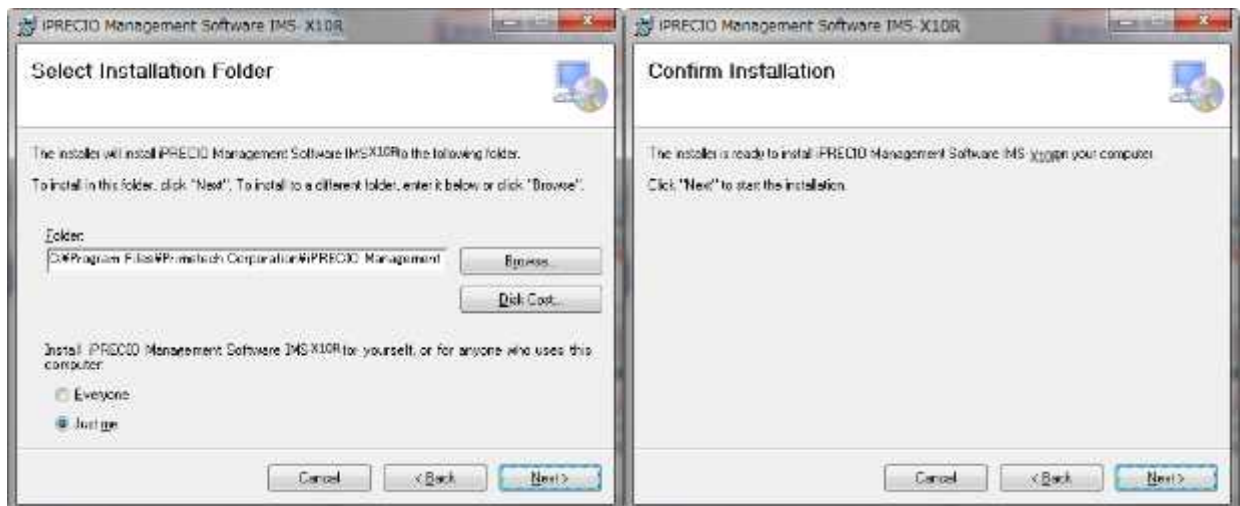 iPRECIO Management Software IMS-X10R
Select Installation Folder
The installer will install iPRECIO Management Software IMS X10R to the following folder.
To install in this folder, click "Next". To install to a different folder, enter it below or click "Browse".
Folder:
C:¥Program Files¥Primetech Corporation¥iPRECIO Management
Browse...
Disk Cost...
Install iPRECIO Management Software IMS-X10R for yourself, or for anyone who uses this
computer:
Everyone
Just me
Cancel
< Back
Next >
iPRECIO Management Software IMS-X10R
Confirm Installation
The installer is ready to install iPRECIO Management Software IMS-X10R on your computer.
Click "Next" to start the installation.
Cancel
< Back
Next >